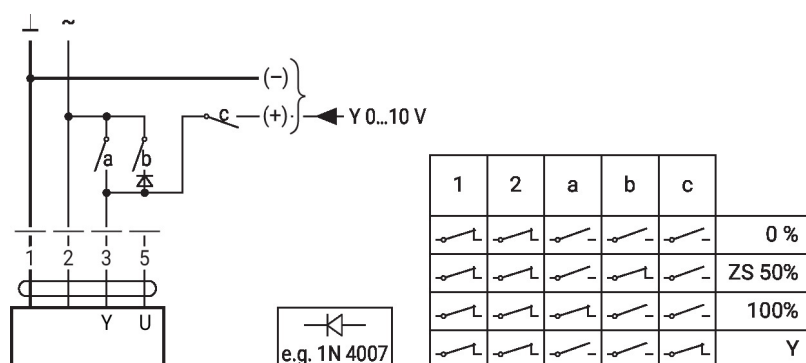 ⊥ ~
(–)
c (+) Y 0...10 V
a b
1 2 3 5
Y U
e.g. 1N 4007
1 2 a b c
0 %
ZS 50%
100%
Y